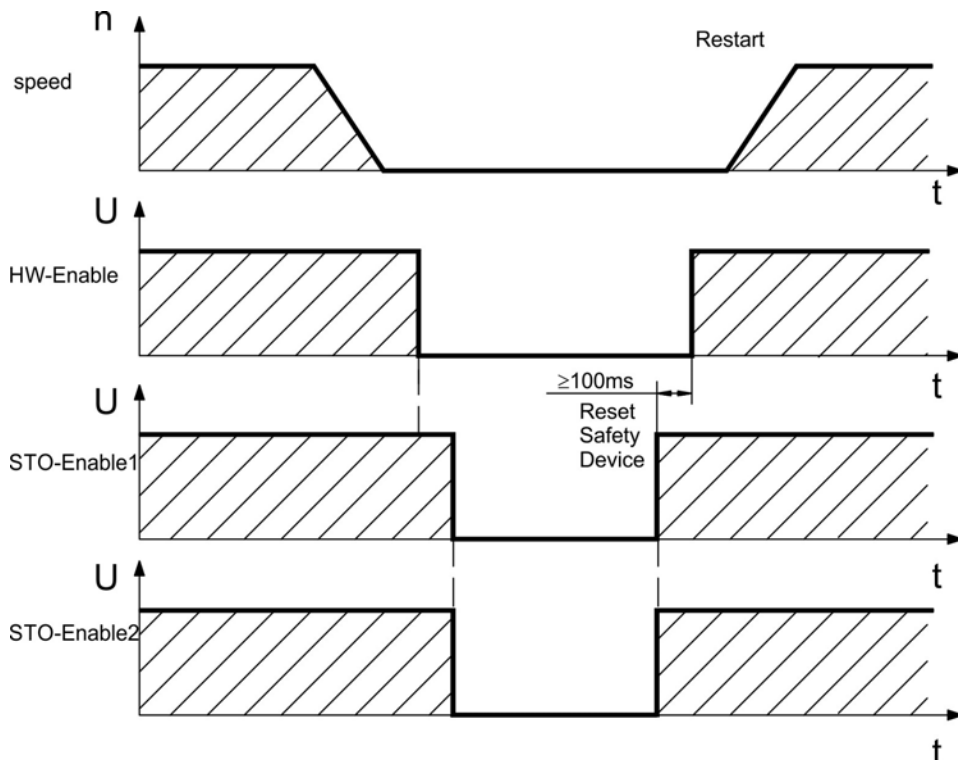 n
Restart
speed
t
U
HW-Enable
t
≥100ms
Reset
Safety
Device
U
STO-Enable1
t
U
STO-Enable2
t